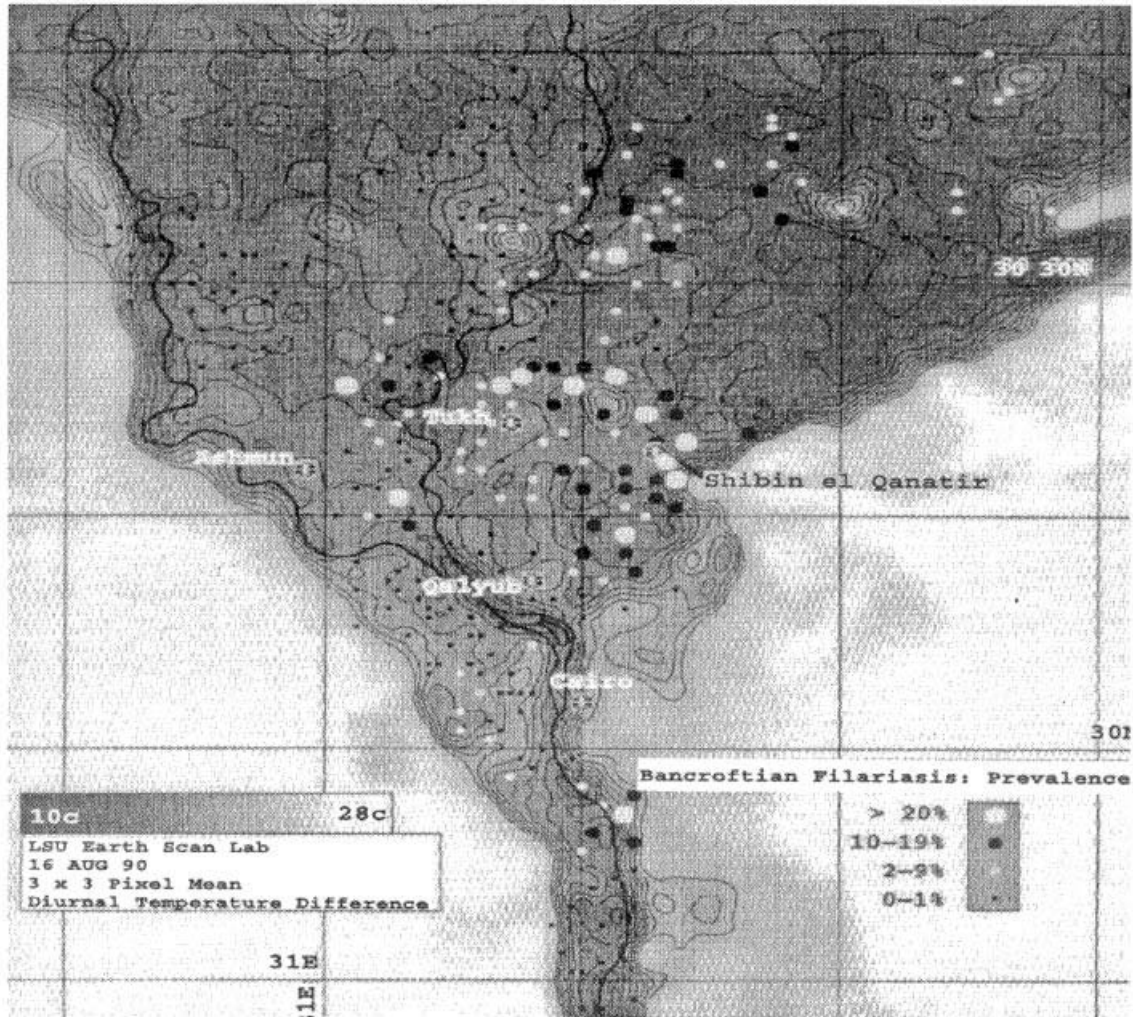 30 30N
Tukh
Ashmun
Shibin el Qanatir
Qalyub
Cairo
30N
Bancroftian Filariasis: Prevalence
> 20%
10-19%
2-9%
0-1%
10c 28c
LSU Earth Scan Lab
16 AUG 90
3 x 3 Pixel Mean
Diurnal Temperature Difference
31E
31E